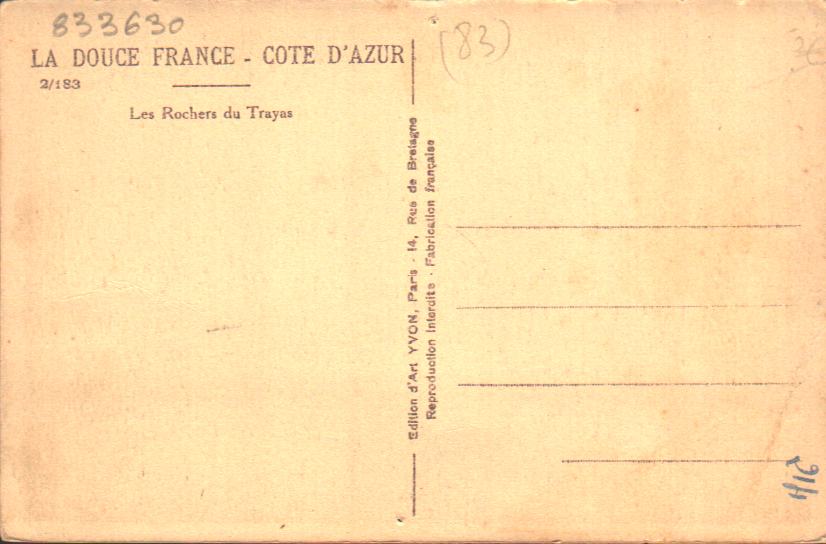 833630
LA DOUCE FRANCE - COTE D'AZUR
2/183
Les Rochers du Trayas
Edition d'Art YVON, Paris - 14, Rue de Bretagne
Reproduction Interdite - Fabrication française
(83)
2€